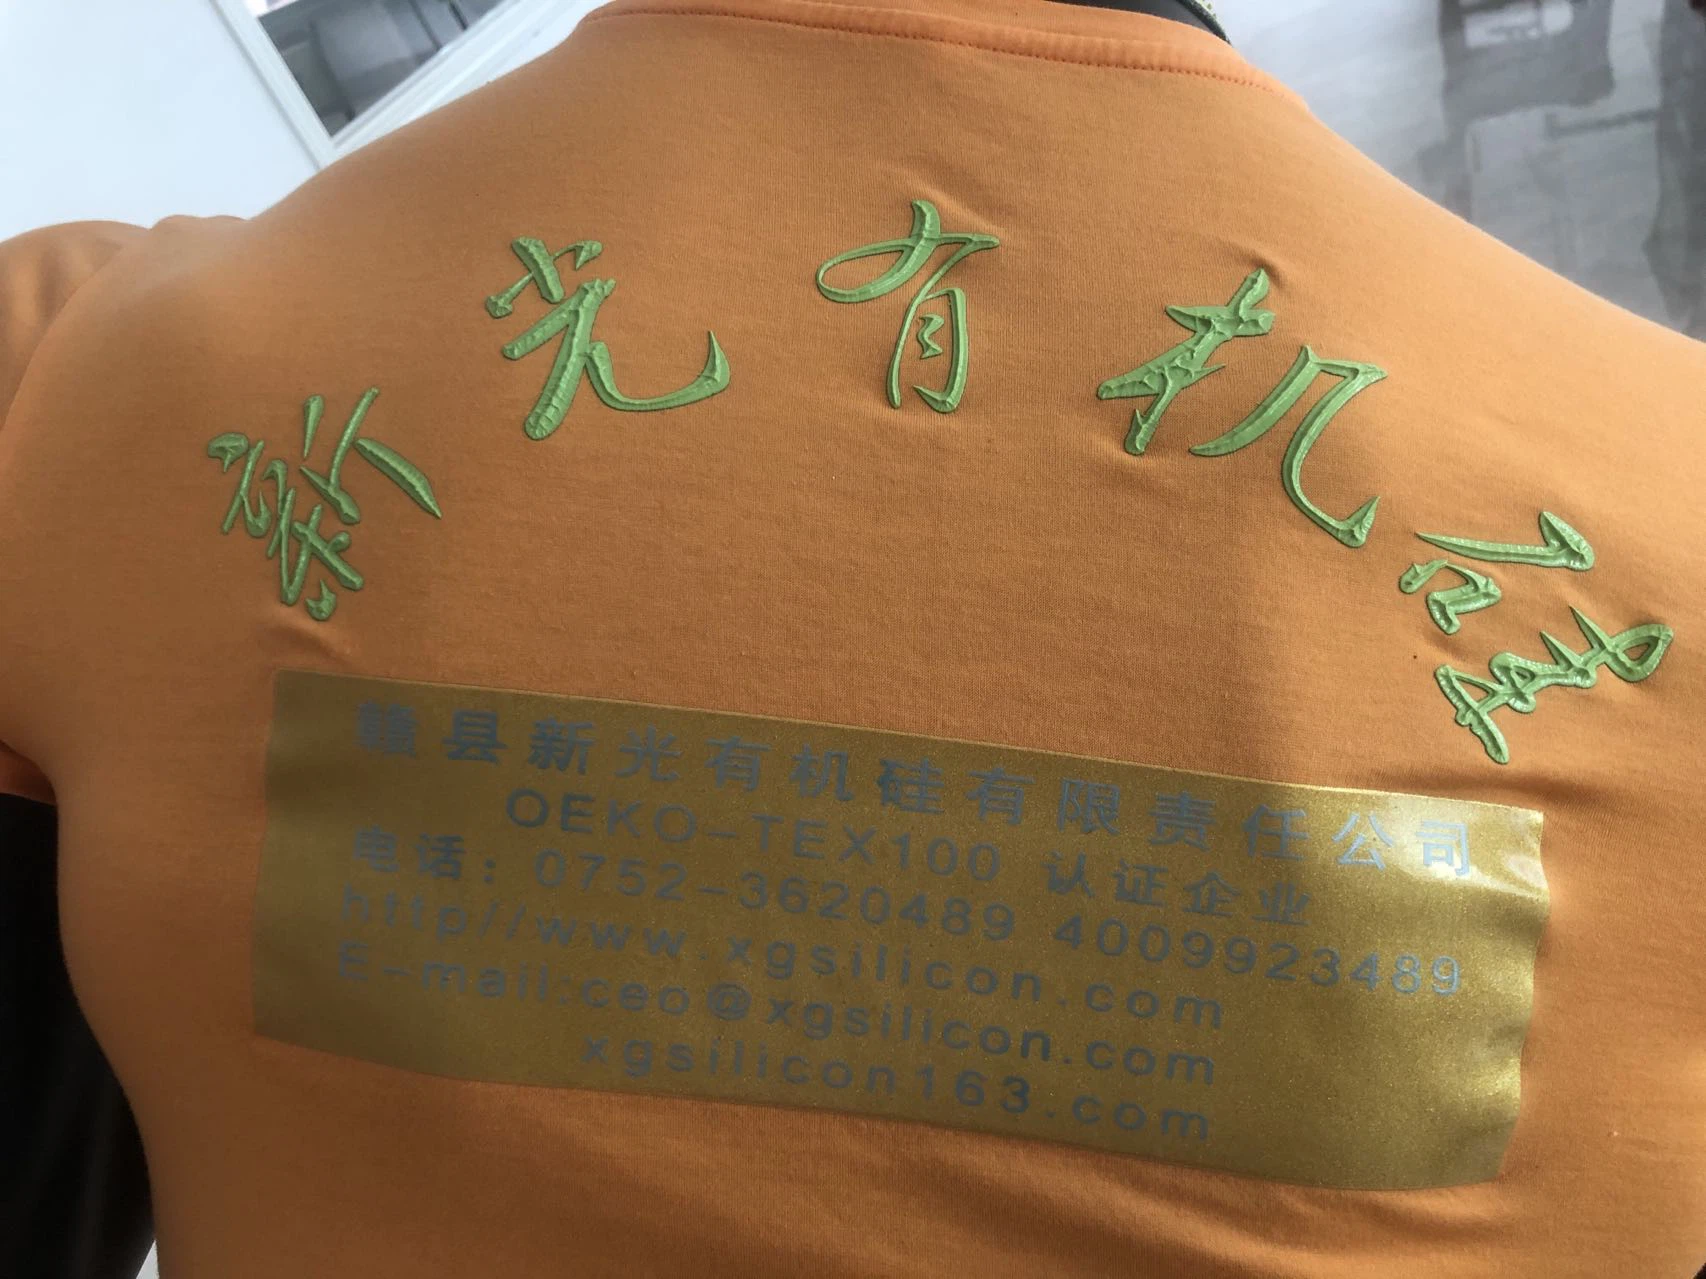 新光有机硅
赣县新光有机硅有限责任公司
OEKO-TEX100 认证企业
电话：0752-3620489 4009923489
http//www.xgsilicon.com
E-mail:ceo@xgsilicon.com
xgsilicon163.com